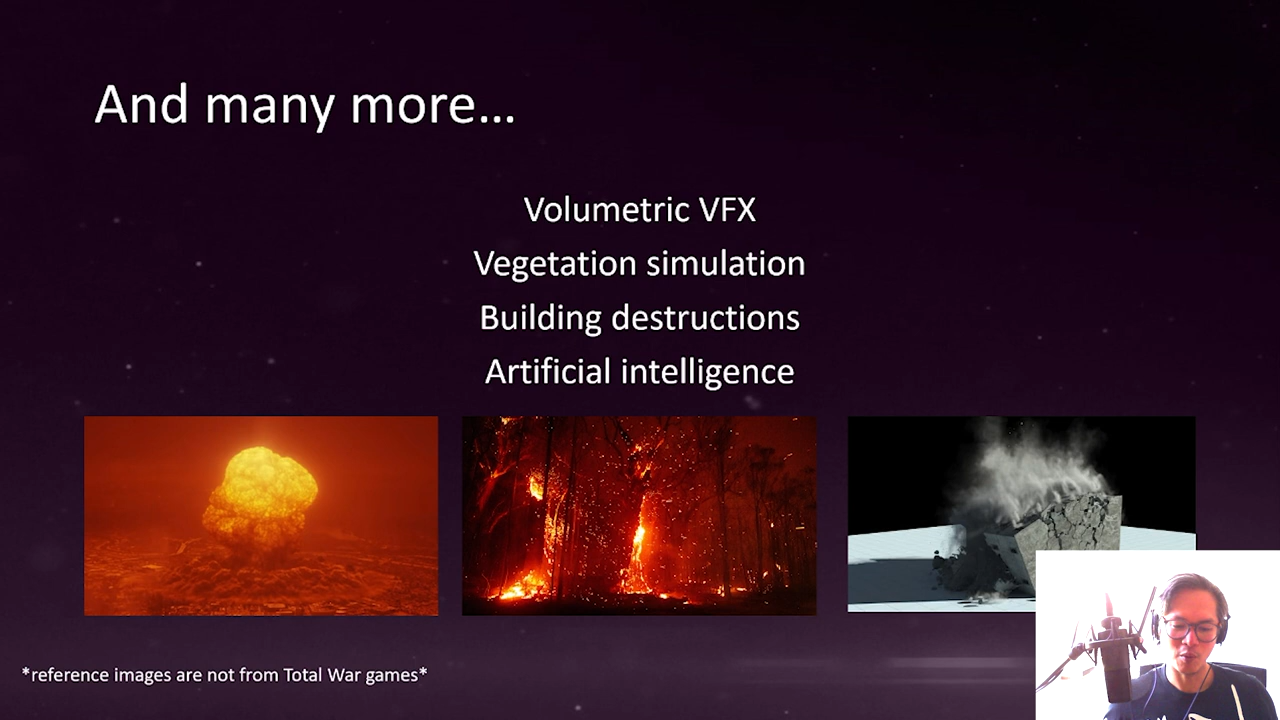 And many more...
Volumetric VFX
Vegetation simulation
Building destructions
Artificial intelligence
*reference images are not from Total War games*